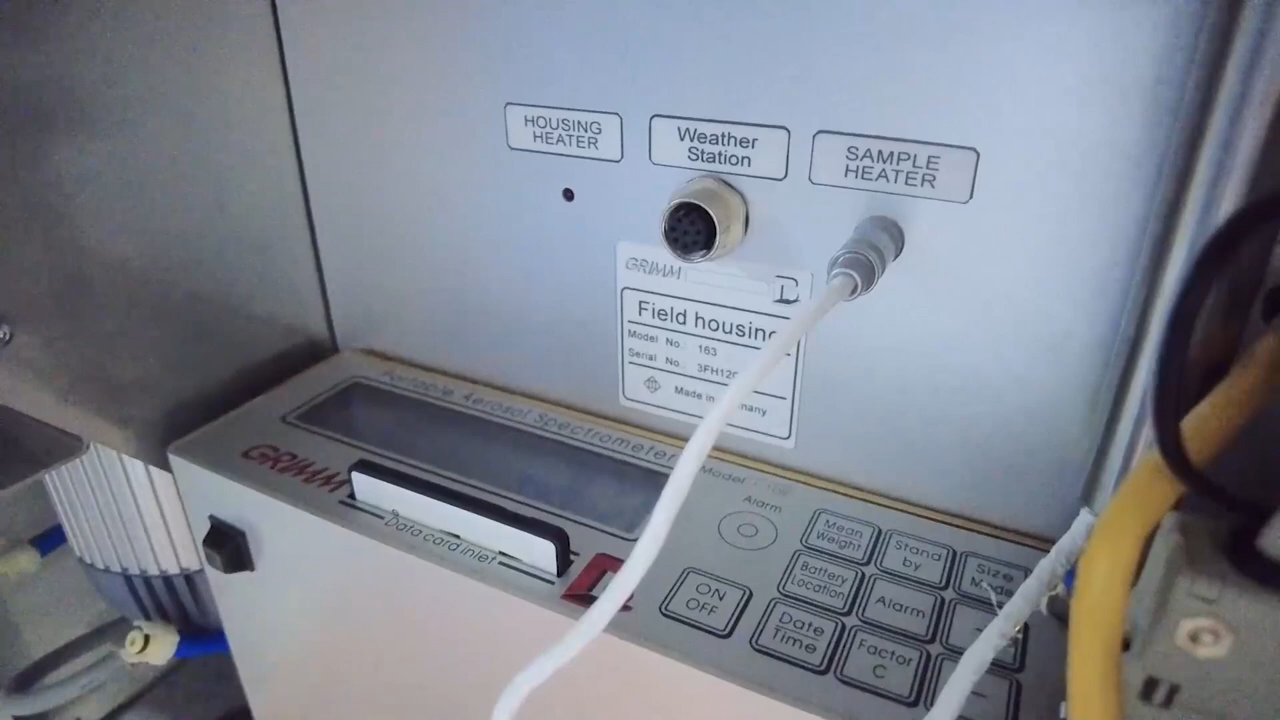 HOUSING
HEATER
Weather
Station
SAMPLE
HEATER
GRIMM
Field housing
Model No. 163
Serial No.
Made in
Portable Aerosol Spectrometer
GRIMM
Data card inlet
Model
Alarm
ON
OFF
Mean
Weight
Stand
by
Size
Mode
Battery
Location
Alarm
Date
Time
Factor
C